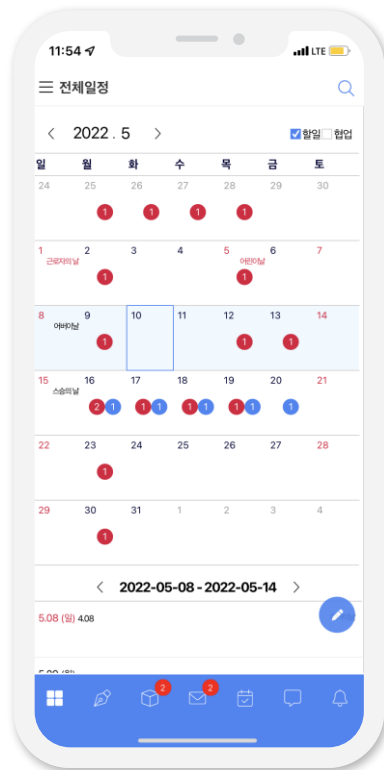 11:54 LTE
전체일정
2022 . 5 할일 협업
일 월 화 수 목 금 토
24 25 26 27 28 29 30
1 1 1 1
1 2 3 4 5 6 7
근로자의날 어린이날
1 1
8 9 10 11 12 13 14
어버이날
1 1 1
15 16 17 18 19 20 21
스승의날
2 1 1 1 1 1 1 1 1
22 23 24 25 26 27 28
1
29 30 31 1 2 3 4
1
2022-05-08 - 2022-05-14
5.08 (일) 4.08
2 2